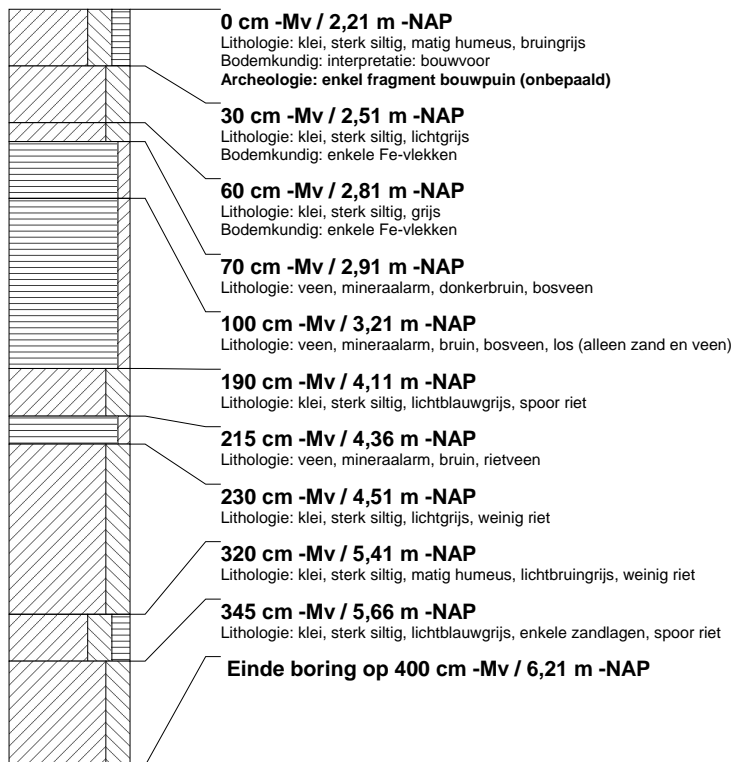 0 cm -Mv / 2,21 m -NAP
Lithologie: klei, sterk siltig, matig humeus, bruingrijs
Bodemkundig: interpretatie: bouwvoor
Archeologie: enkel fragment bouwpuin (onbepaald)
30 cm -Mv / 2,51 m -NAP
Lithologie: klei, sterk siltig, lichtgrijs
Bodemkundig: enkele Fe-vlekken
60 cm -Mv / 2,81 m -NAP
Lithologie: klei, sterk siltig, grijs
Bodemkundig: enkele Fe-vlekken
70 cm -Mv / 2,91 m -NAP
Lithologie: veen, mineraalarm, donkerbruin, bosveen
100 cm -Mv / 3,21 m -NAP
Lithologie: veen, mineraalarm, bruin, bosveen, los (alleen zand en veen)
190 cm -Mv / 4,11 m -NAP
Lithologie: klei, sterk siltig, lichtblauwgrijs, spoor riet
215 cm -Mv / 4,36 m -NAP
Lithologie: veen, mineraalarm, bruin, rietveen
230 cm -Mv / 4,51 m -NAP
Lithologie: klei, sterk siltig, lichtgrijs, weinig riet
320 cm -Mv / 5,41 m -NAP
Lithologie: klei, sterk siltig, matig humeus, lichtbruingrijs, weinig riet
345 cm -Mv / 5,66 m -NAP
Lithologie: klei, sterk siltig, lichtblauwgrijs, enkele zandlagen, spoor riet
Einde boring op 400 cm -Mv / 6,21 m -NAP